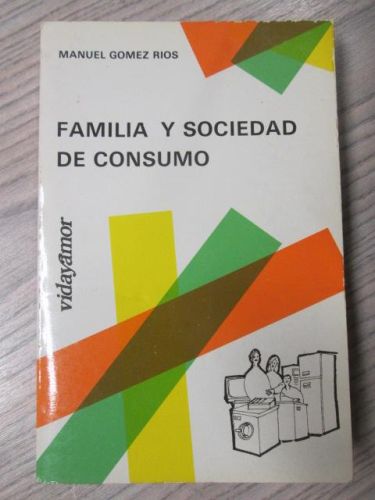 MANUEL GOMEZ RIOS
FAMILIA Y SOCIEDAD
DE CONSUMO
vidayamor